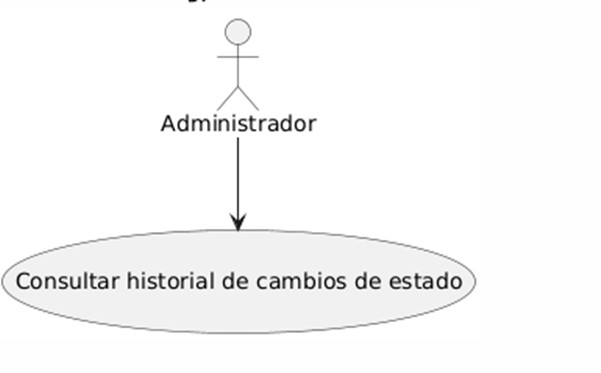 Administrador
Consultar historial de cambios de estado